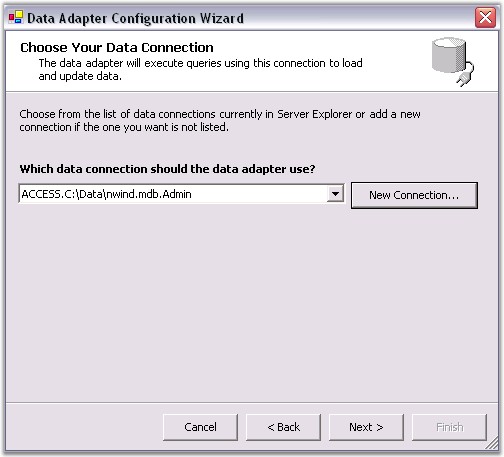 Data Adapter Configuration Wizard
Choose Your Data Connection
The data adapter will execute queries using this connection to load
and update data.
Choose from the list of data connections currently in Server Explorer or add a new
connection if the one you want is not listed.
Which data connection should the data adapter use?
ACCESS.C:\Data\nwind.mdb.Admin
New Connection...
Cancel
< Back
Next >
Finish